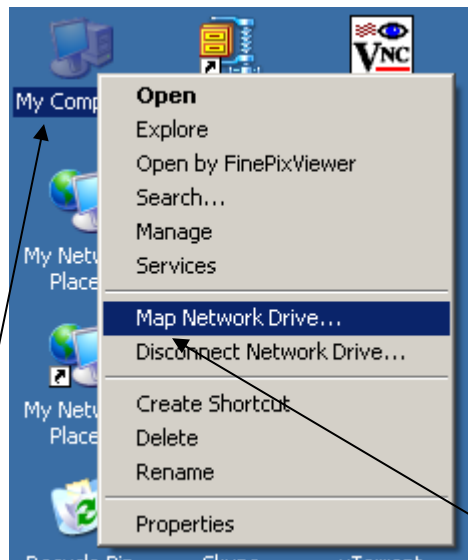 VNC
My Comp
Open
Explore
Open by FinePixViewer
Search...
Manage
Services
Map Network Drive...
Disconnect Network Drive...
Create Shortcut
Delete
Rename
Properties
My Netw
Place
My Netw
Place